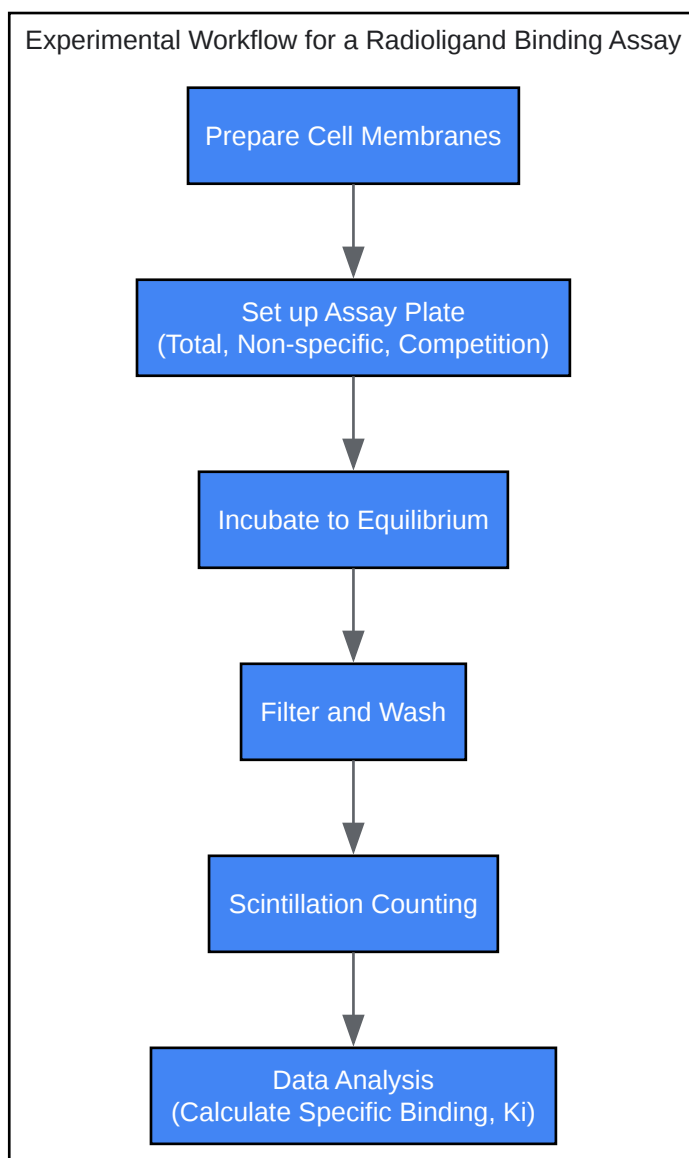 Experimental Workflow for a Radioligand Binding Assay
Prepare Cell Membranes
Set up Assay Plate
(Total, Non-specific, Competition)
Incubate to Equilibrium
Filter and Wash
Scintillation Counting
Data Analysis
(Calculate Specific Binding, Ki)